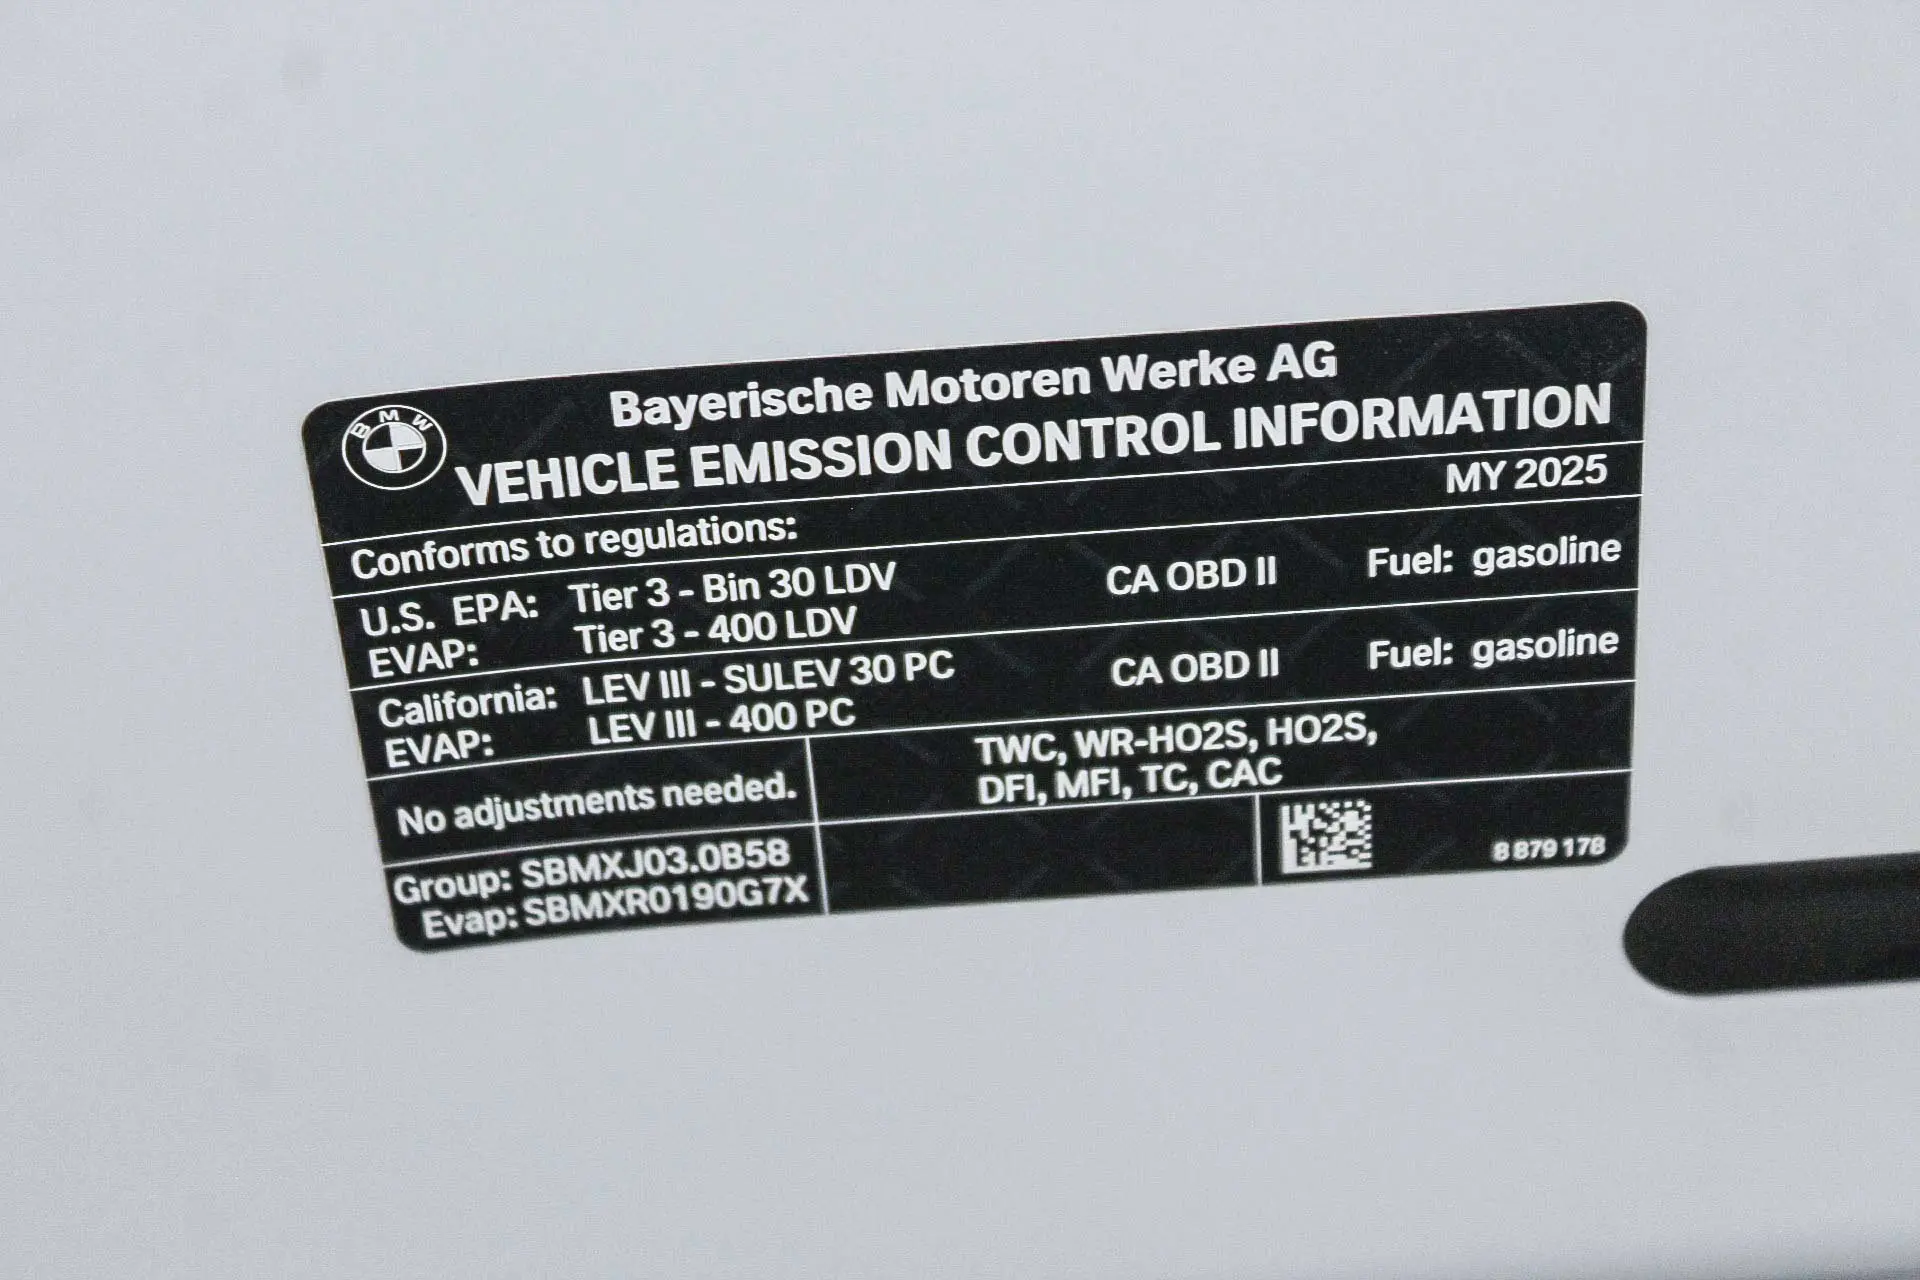 BMW
Bayerische Motoren Werke AG
VEHICLE EMISSION CONTROL INFORMATION
Conforms to regulations: MY 2025
U.S. EPA: Tier 3 - Bin 30 LDV CA OBD II Fuel: gasoline
EVAP: Tier 3 - 400 LDV
California: LEV III - SULEV 30 PC CA OBD II Fuel: gasoline
EVAP: LEV III - 400 PC
No adjustments needed.
TWC, WR-HO2S, HO2S,
DFI, MFI, TC, CAC
Group: SBMXJ03.0B58
Evap: SBMXR0190G7X
8 879 178